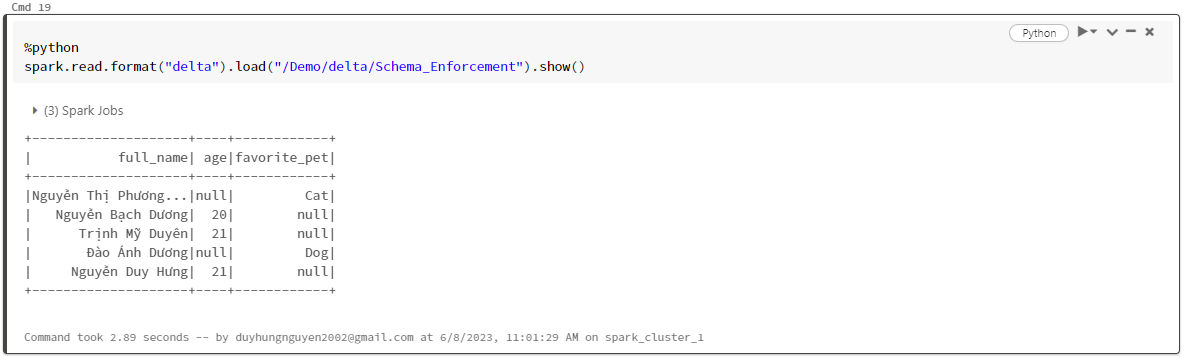 Cmd 19
Python
%python
spark.read.format("delta").load("/Demo/delta/Schema_Enforcement").show()
(3) Spark Jobs
+--------------------+----+------------+
|           full_name| age|favorite_pet|
+--------------------+----+------------+
|Nguyễn Thị Phương...|null|         Cat|
|   Nguyễn Bạch Dương|  20|        null|
|      Trịnh Mỹ Duyên|  21|        null|
|       Đào Ánh Dương|null|         Dog|
|     Nguyễn Duy Hưng|  21|        null|
+--------------------+----+------------+
Command took 2.89 seconds -- by duyhungnguyen2002@gmail.com at 6/8/2023, 11:01:29 AM on spark_cluster_1